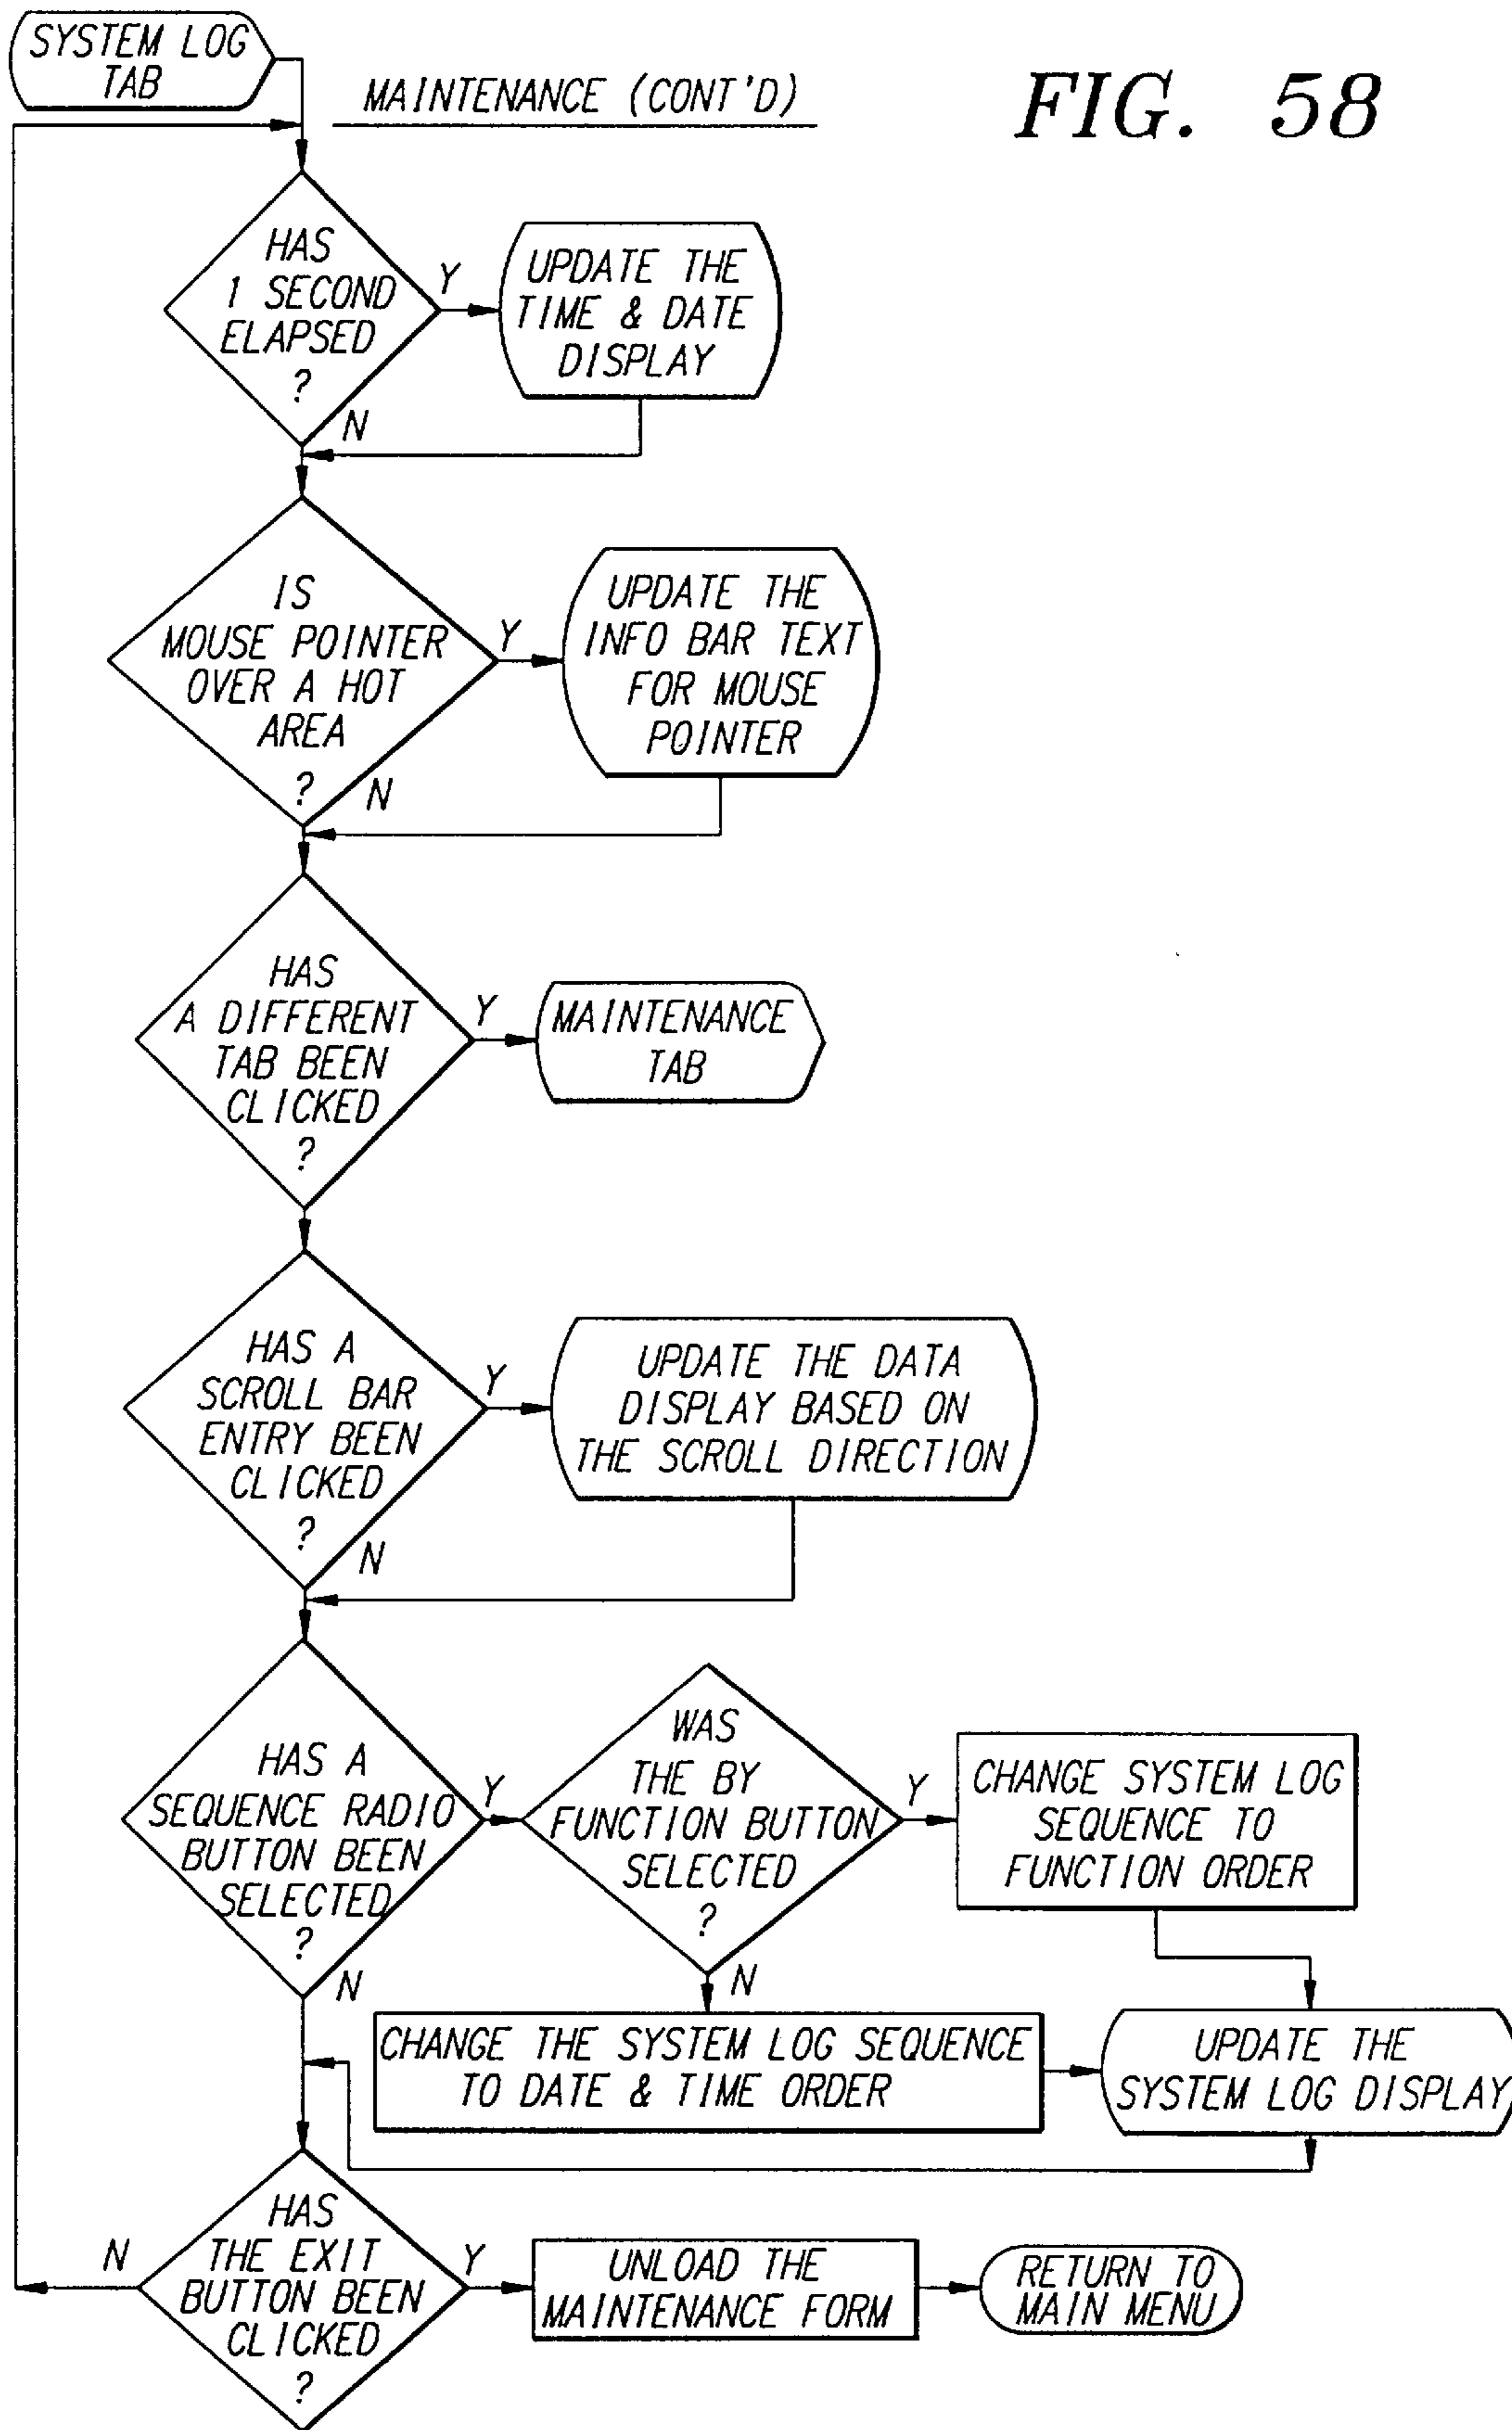 SYSTEM LOG
TAB
MAINTENANCE (CONT'D)
FIG. 58
HAS
1 SECOND
ELAPSED
?
Y
N
UPDATE THE
TIME & DATE
DISPLAY
IS
MOUSE POINTER
OVER A HOT
AREA
?
Y
N
UPDATE THE
INFO BAR TEXT
FOR MOUSE
POINTER
HAS
A DIFFERENT
TAB BEEN
CLICKED
?
Y
MAINTENANCE
TAB
HAS A
SCROLL BAR
ENTRY BEEN
CLICKED
?
Y
N
UPDATE THE DATA
DISPLAY BASED ON
THE SCROLL DIRECTION
HAS A
SEQUENCE RADIO
BUTTON BEEN
SELECTED
?
Y
N
WAS
THE BY
FUNCTION BUTTON
SELECTED
?
Y
N
CHANGE SYSTEM LOG
SEQUENCE TO
FUNCTION ORDER
CHANGE THE SYSTEM LOG SEQUENCE
TO DATE & TIME ORDER
UPDATE THE
SYSTEM LOG DISPLAY
HAS
THE EXIT
BUTTON BEEN
CLICKED
?
N
Y
UNLOAD THE
MAINTENANCE FORM
RETURN TO
MAIN MENU